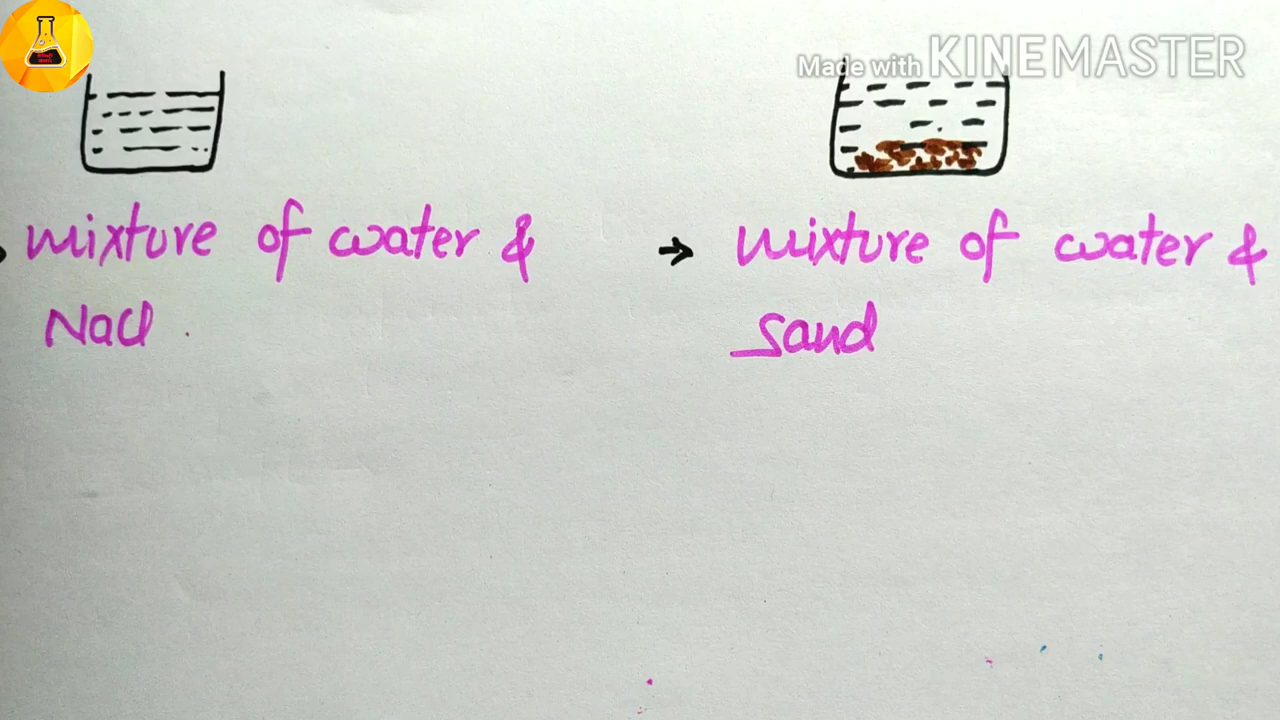 Made with KINEMASTER
mixture of water &
NaCl
→ mixture of water &
Sand